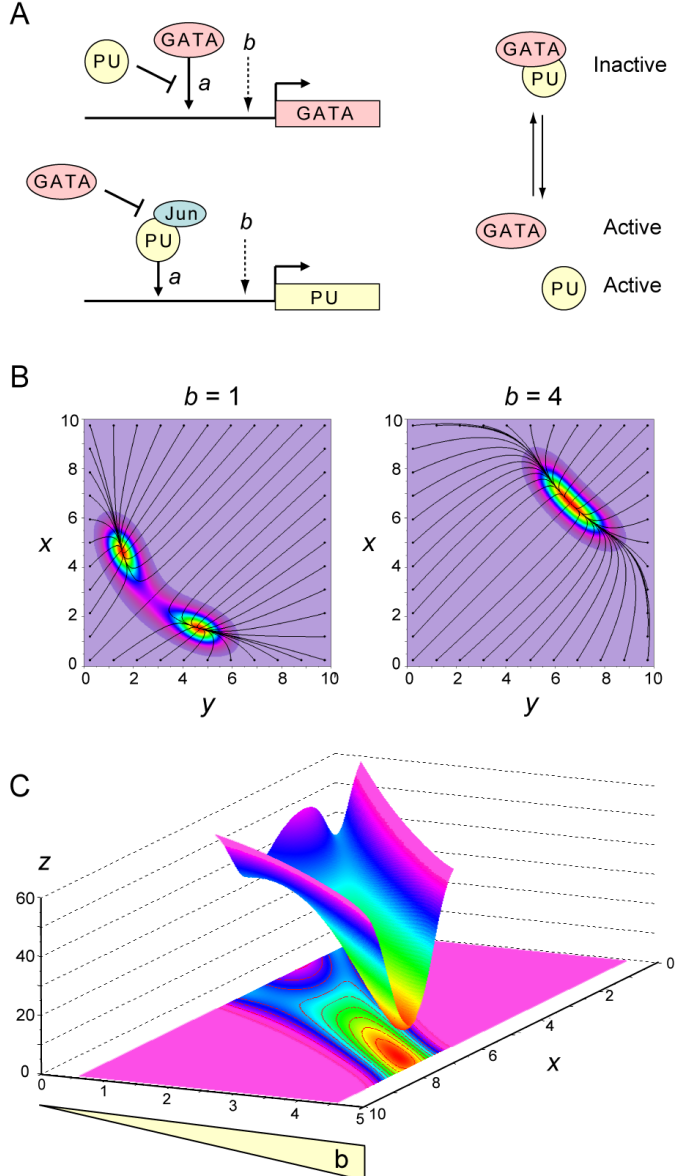 A
PU GATA a b GATA
GATA PU Jun a b PU
GATA PU Inactive
GATA Active
PU Active
B
b = 1 b = 4
10 10
8 8
x 6 x 6
4 4
2 2
0 0
0 2 4 6 8 10 0 2 4 6 8 10
y y
C
z
60
40
20
0
0 1 2 3 4 5
10 8 6 4 2 0
x
b